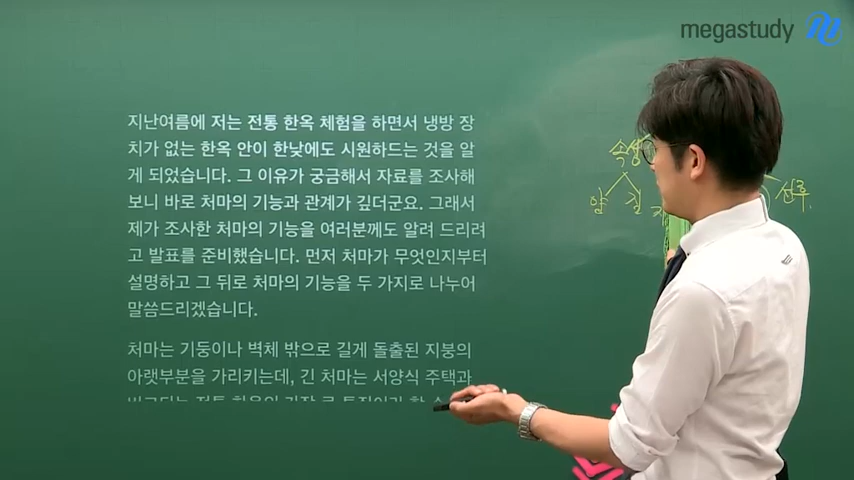 megastudy
지난여름에 저는 전통 한옥 체험을 하면서 냉방 장
치가 없는 한옥 안이 한낮에도 시원하드는 것을 알
게 되었습니다. 그 이유가 궁금해서 자료를 조사해
보니 바로 처마의 기능과 관계가 깊더군요. 그래서
제가 조사한 처마의 기능을 여러분께도 알려 드리려
고 발표를 준비했습니다. 먼저 처마가 무엇인지부터
설명하고 그 뒤로 처마의 기능을 두 가지로 나누어
말씀드리겠습니다.
처마는 기둥이나 벽체 밖으로 길게 돌출된 지붕의
아랫부분을 가리키는데, 긴 처마는 서양식 주택과